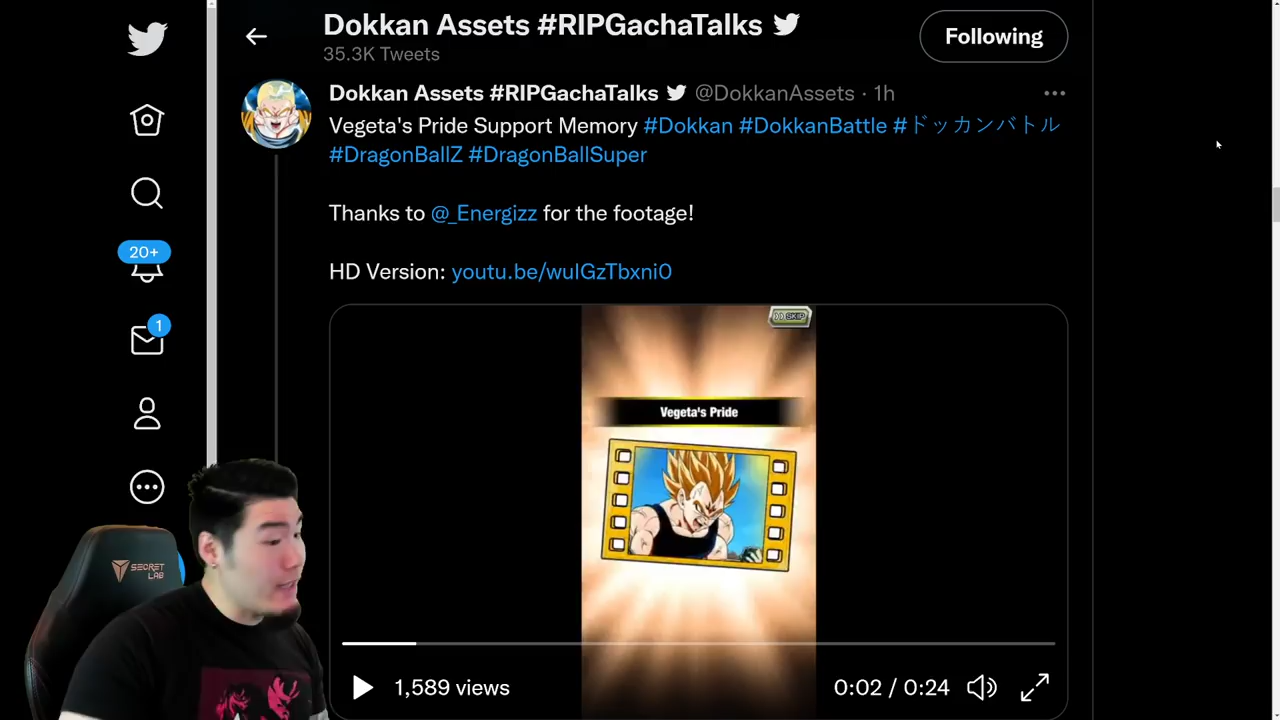 Dokkan Assets #RIPGachaTalks
35.3K Tweets
Following
Dokkan Assets #RIPGachaTalks @DokkanAssets · 1h
Vegeta's Pride Support Memory #Dokkan #DokkanBattle #ドッカンバトル
#DragonBallZ #DragonBallSuper
Thanks to @_Energizz for the footage!
HD Version: youtu.be/wuIGzTbxni0
SKIP
Vegeta's Pride
20+
1
SECRET
LAB
1,589 views
0:02 / 0:24